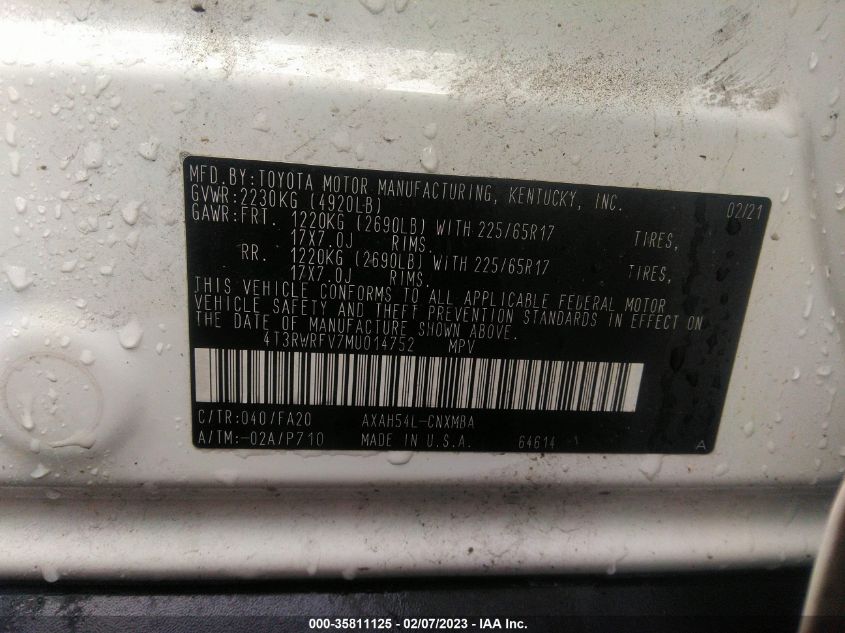 MFD.BY:TOYOTA MOTOR MANUFACTURING, KENTUCKY, INC. 02/21
GVWR:2230KG (4920LB)
GAWR:FRT. 1220KG (2690LB) WITH 225/65R17 TIRES,
17X7.0J RIMS.
RR. 1220KG (2690LB) WITH 225/65R17 TIRES,
17X7.0J RIMS.
THIS VEHICLE CONFORMS TO ALL APPLICABLE FEDERAL MOTOR
VEHICLE SAFETY AND THEFT PREVENTION STANDARDS IN EFFECT ON
THE DATE OF MANUFACTURE SHOWN ABOVE.
4T3RWRFV7MU014752 MPV
C/TR:040/FA20 AXAH54L-CNXMBA
A/TM:-02A/P710 MADE IN U.S.A. 64614 A
000-35811125 - 02/07/2023 - IAA Inc.